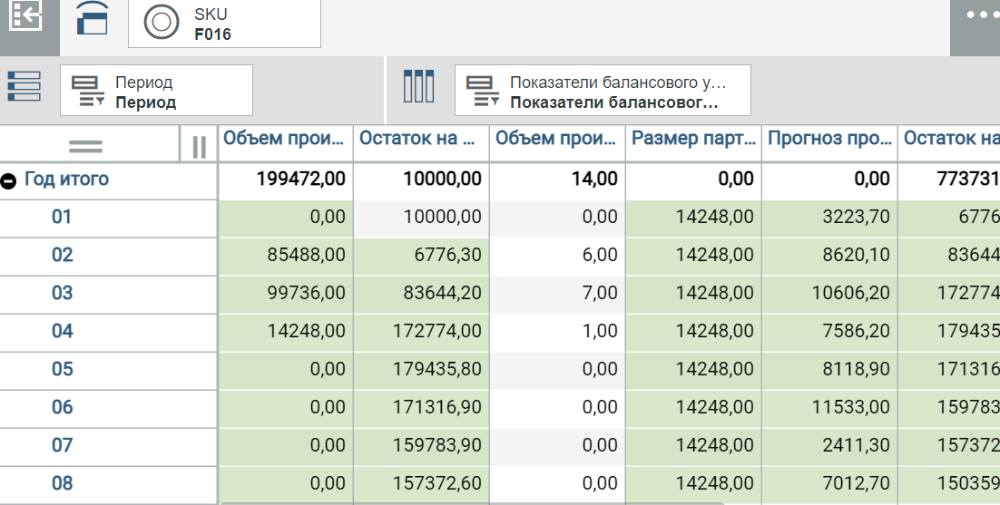 SKU
F016
Период
Период
Показатели балансового у…
Показатели балансовог…
Объем прои… Остаток на … Объем прои… Размер парт… Прогноз про… Остаток на
Год итого 199472,00 10000,00 14,00 0,00 0,00 773731
01 0,00 10000,00 0,00 14248,00 3223,70 6776
02 85488,00 6776,30 6,00 14248,00 8620,10 83644
03 99736,00 83644,20 7,00 14248,00 10606,20 172774
04 14248,00 172774,00 1,00 14248,00 7586,20 179435
05 0,00 179435,80 0,00 14248,00 8118,90 171316
06 0,00 171316,90 0,00 14248,00 11533,00 159783
07 0,00 159783,90 0,00 14248,00 2411,30 157372
08 0,00 157372,60 0,00 14248,00 7012,70 150359